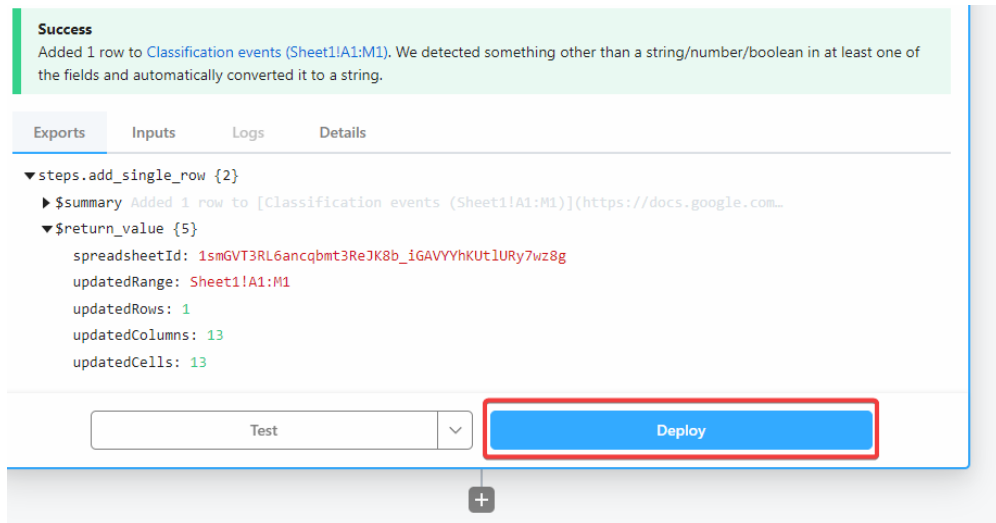 Success
Added 1 row to Classification events (Sheet1!A1:M1). We detected something other than a string/number/boolean in at least one of
the fields and automatically converted it to a string.
Exports Inputs Logs Details
steps.add_single_row {2}
$summary Added 1 row to [Classification events (Sheet1!A1:M1)](https://docs.google.com…
$return_value {5}
spreadsheetId: 1smGVT3RL6ancqbmt3ReJK8b_iGAVYYhKUtlURy7wz8g
updatedRange: Sheet1!A1:M1
updatedRows: 1
updatedColumns: 13
updatedCells: 13
Test Deploy